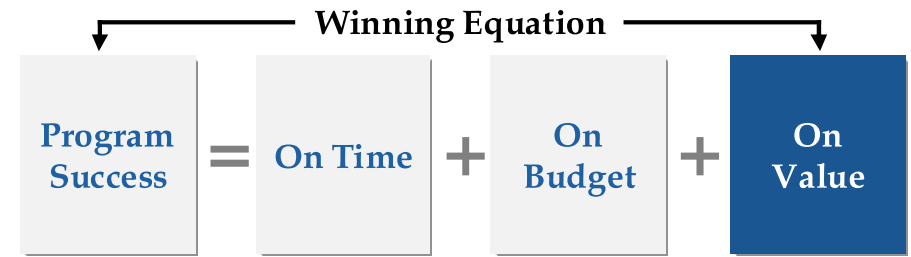 Winning Equation
Program
Success
=
On Time
+
On
Budget
+
On
Value